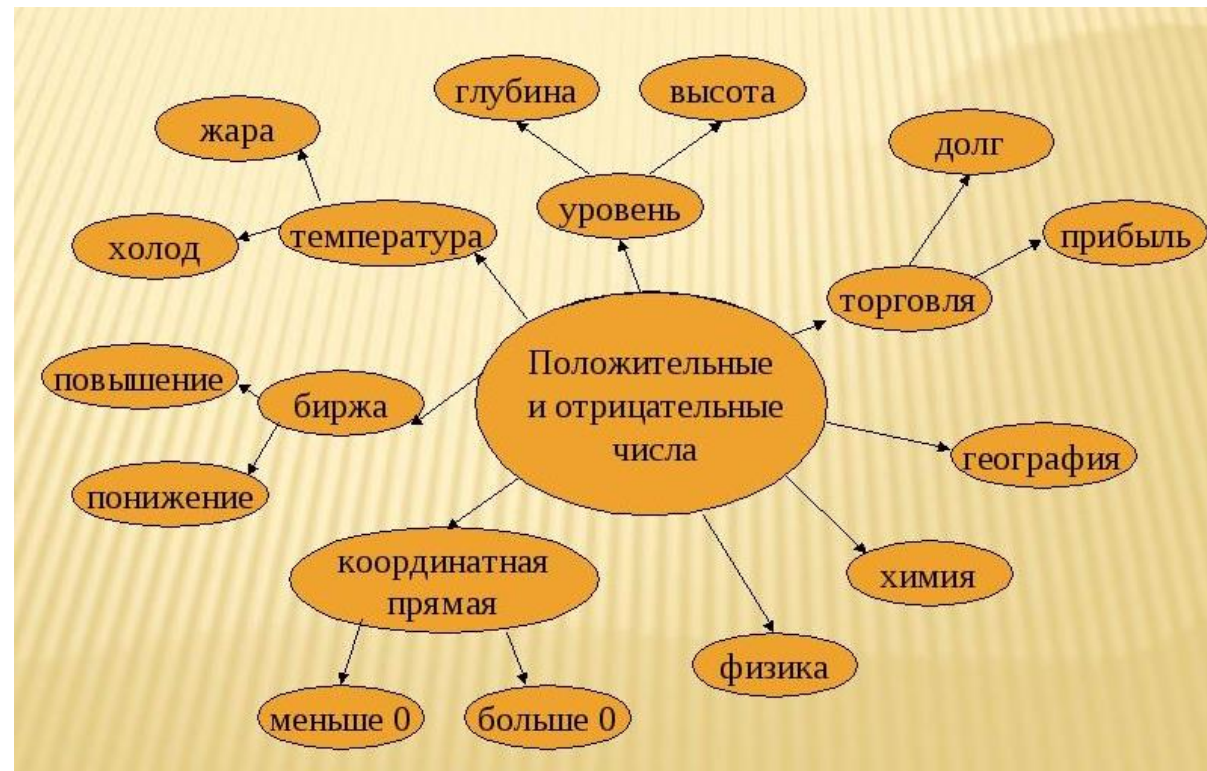 глубина
высота
жара
долг
уровень
холод
температура
прибыль
торговля
Положительные
и отрицательные
числа
повышение
биржа
география
понижение
координатная
прямая
химия
физика
меньше 0
больше 0